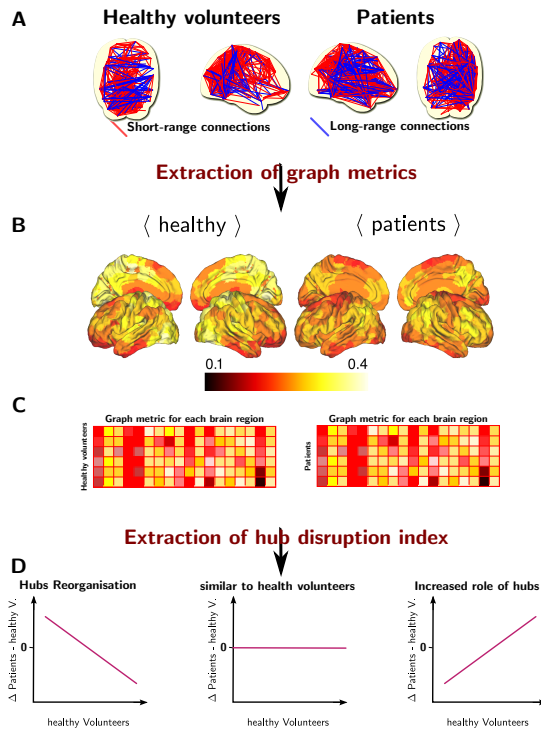 A
Healthy volunteers
Patients
Short-range connections
Long-range connections
Extraction of graph metrics
B
⟨ healthy ⟩
⟨ patients ⟩
0.1
0.4
C
Graph metric for each brain region
Graph metric for each brain region
Healthy volunteers
Patients
Extraction of hub disruption index
D
Hubs Reorganisation
similar to health volunteers
Increased role of hubs
Δ Patients - healthy V.
0
healthy Volunteers
Δ Patients - healthy V.
0
healthy Volunteers
Δ Patients - healthy V.
0
healthy Volunteers